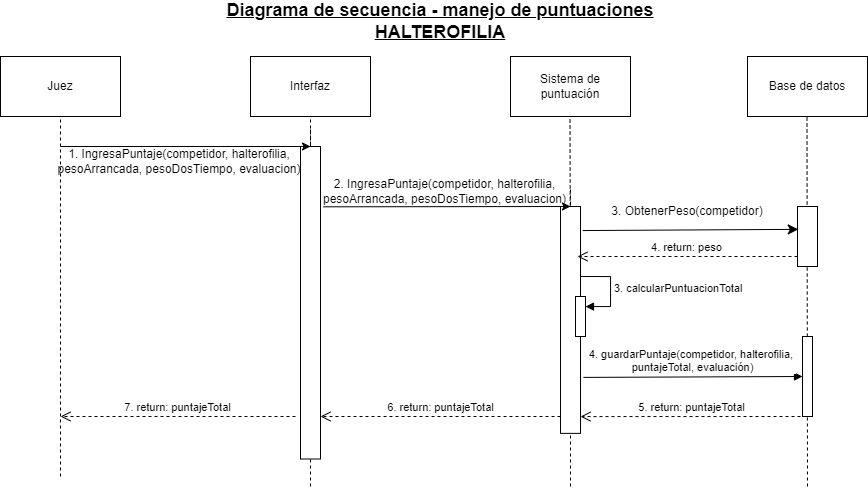 Diagrama de secuencia - manejo de puntuaciones
HALTEROFILIA
Juez
Interfaz
Sistema de
puntuación
Base de datos
1. IngresaPuntaje(competidor, halterofilia,
pesoArrancada, pesoDosTiempo, evaluacion)
2. IngresaPuntaje(competidor, halterofilia,
pesoArrancada, pesoDosTiempo, evaluacion)
3. ObtenerPeso(competidor)
4. return: peso
3. calcularPuntuacionTotal
4. guardarPuntaje(competidor, halterofilia,
puntajeTotal, evaluación)
7. return: puntajeTotal
6. return: puntajeTotal
5. return: puntajeTotal